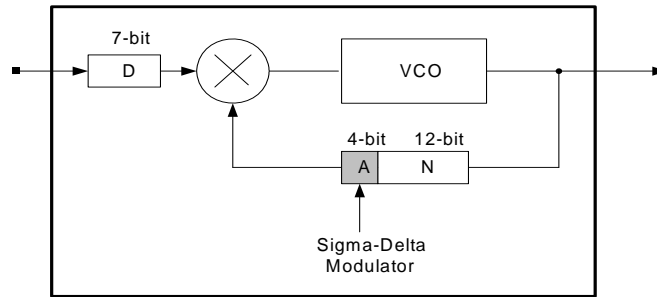 7-bit
D
VCO
4-bit 12-bit
A N
Sigma-Delta
Modulator